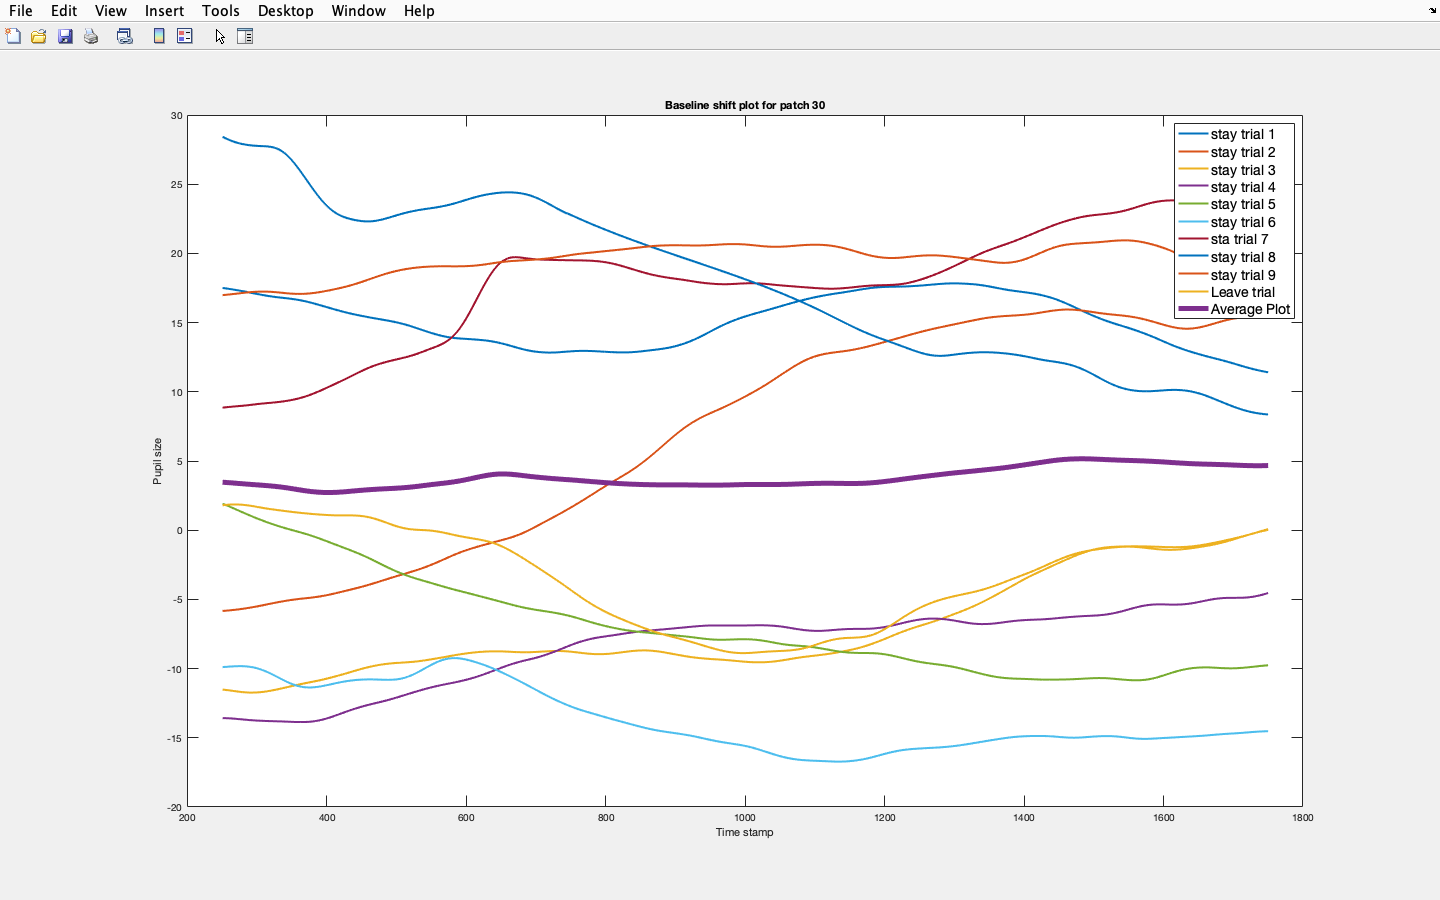 File Edit View Insert Tools Desktop Window Help
Baseline shift plot for patch 30
30
25
20
15
10
5
0
-5
-10
-15
-20
Pupil size
200 400 600 800 1000 1200 1400 1600 1800
Time stamp
stay trial 1
stay trial 2
stay trial 3
stay trial 4
stay trial 5
stay trial 6
sta trial 7
stay trial 8
stay trial 9
Leave trial
Average Plot